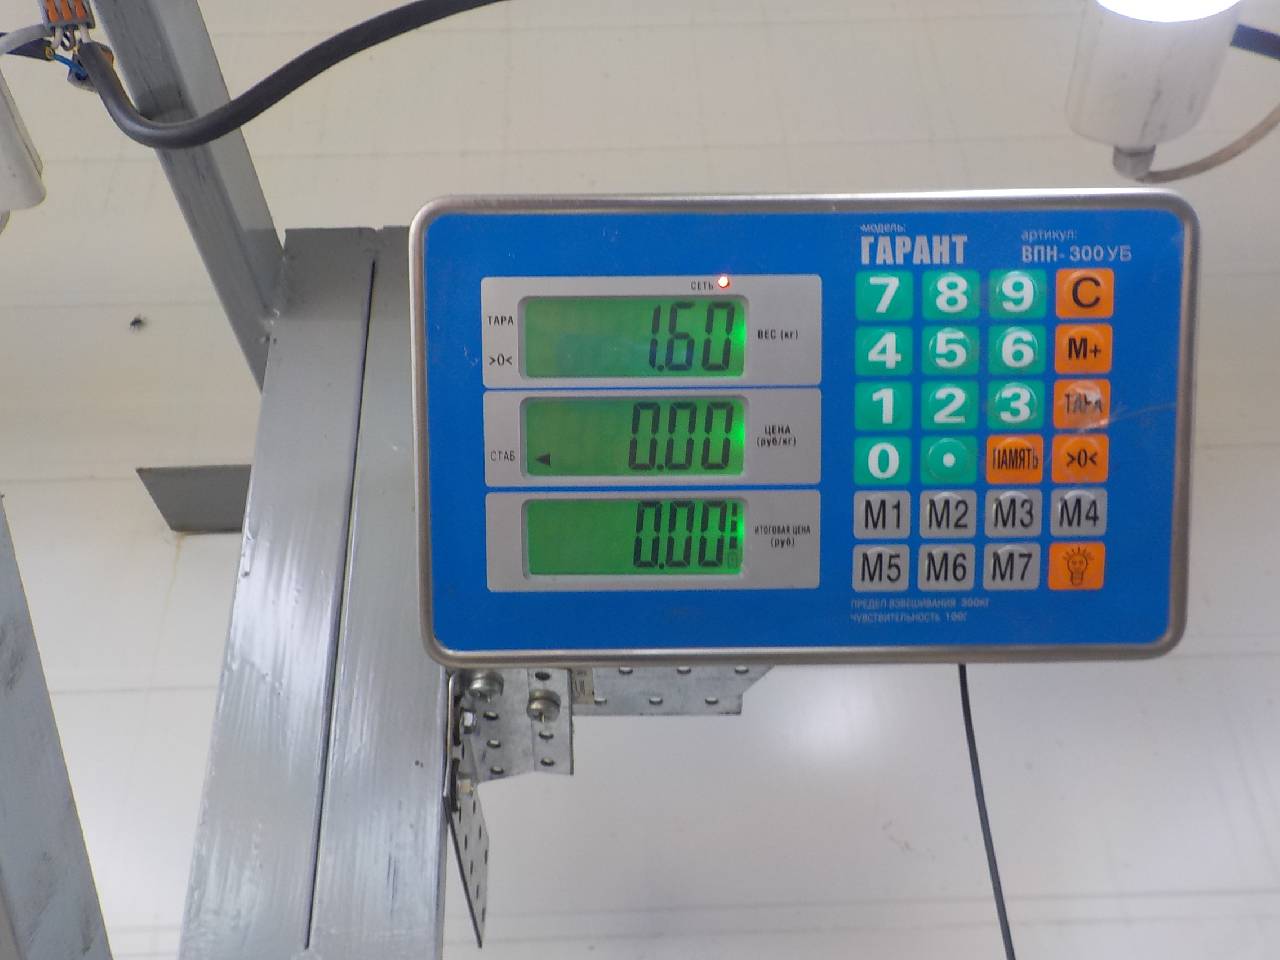 модель:
ГАРАНТ
артикул:
ВПН-300УБ
СЕТЬ
ТАРА
>0<
1.60
ВЕС (кг)
СТАБ
0.00
ЦЕНА
(руб/кг)
0.00
ИТОГОВАЯ ЦЕНА
(руб)
7 8 9 C
4 5 6 M+
1 2 3 ТАРА
0 • ПАМЯТЬ >0<
M1 M2 M3 M4
M5 M6 M7
ПРЕДЕЛ ВЗВЕШИВАНИЯ 300КГ
ЧУВСТВИТЕЛЬНОСТЬ 100Г